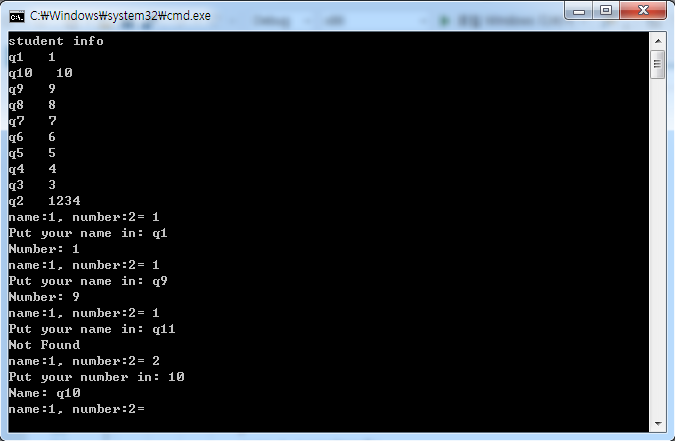 C:₩Windows₩system32₩cmd.exe
student info
q1   1
q10   10
q9   9
q8   8
q7   7
q6   6
q5   5
q4   4
q3   3
q2   1234
name:1, number:2= 1
Put your name in: q1
Number: 1
name:1, number:2= 1
Put your name in: q9
Number: 9
name:1, number:2= 1
Put your name in: q11
Not Found
name:1, number:2= 2
Put your number in: 10
Name: q10
name:1, number:2=